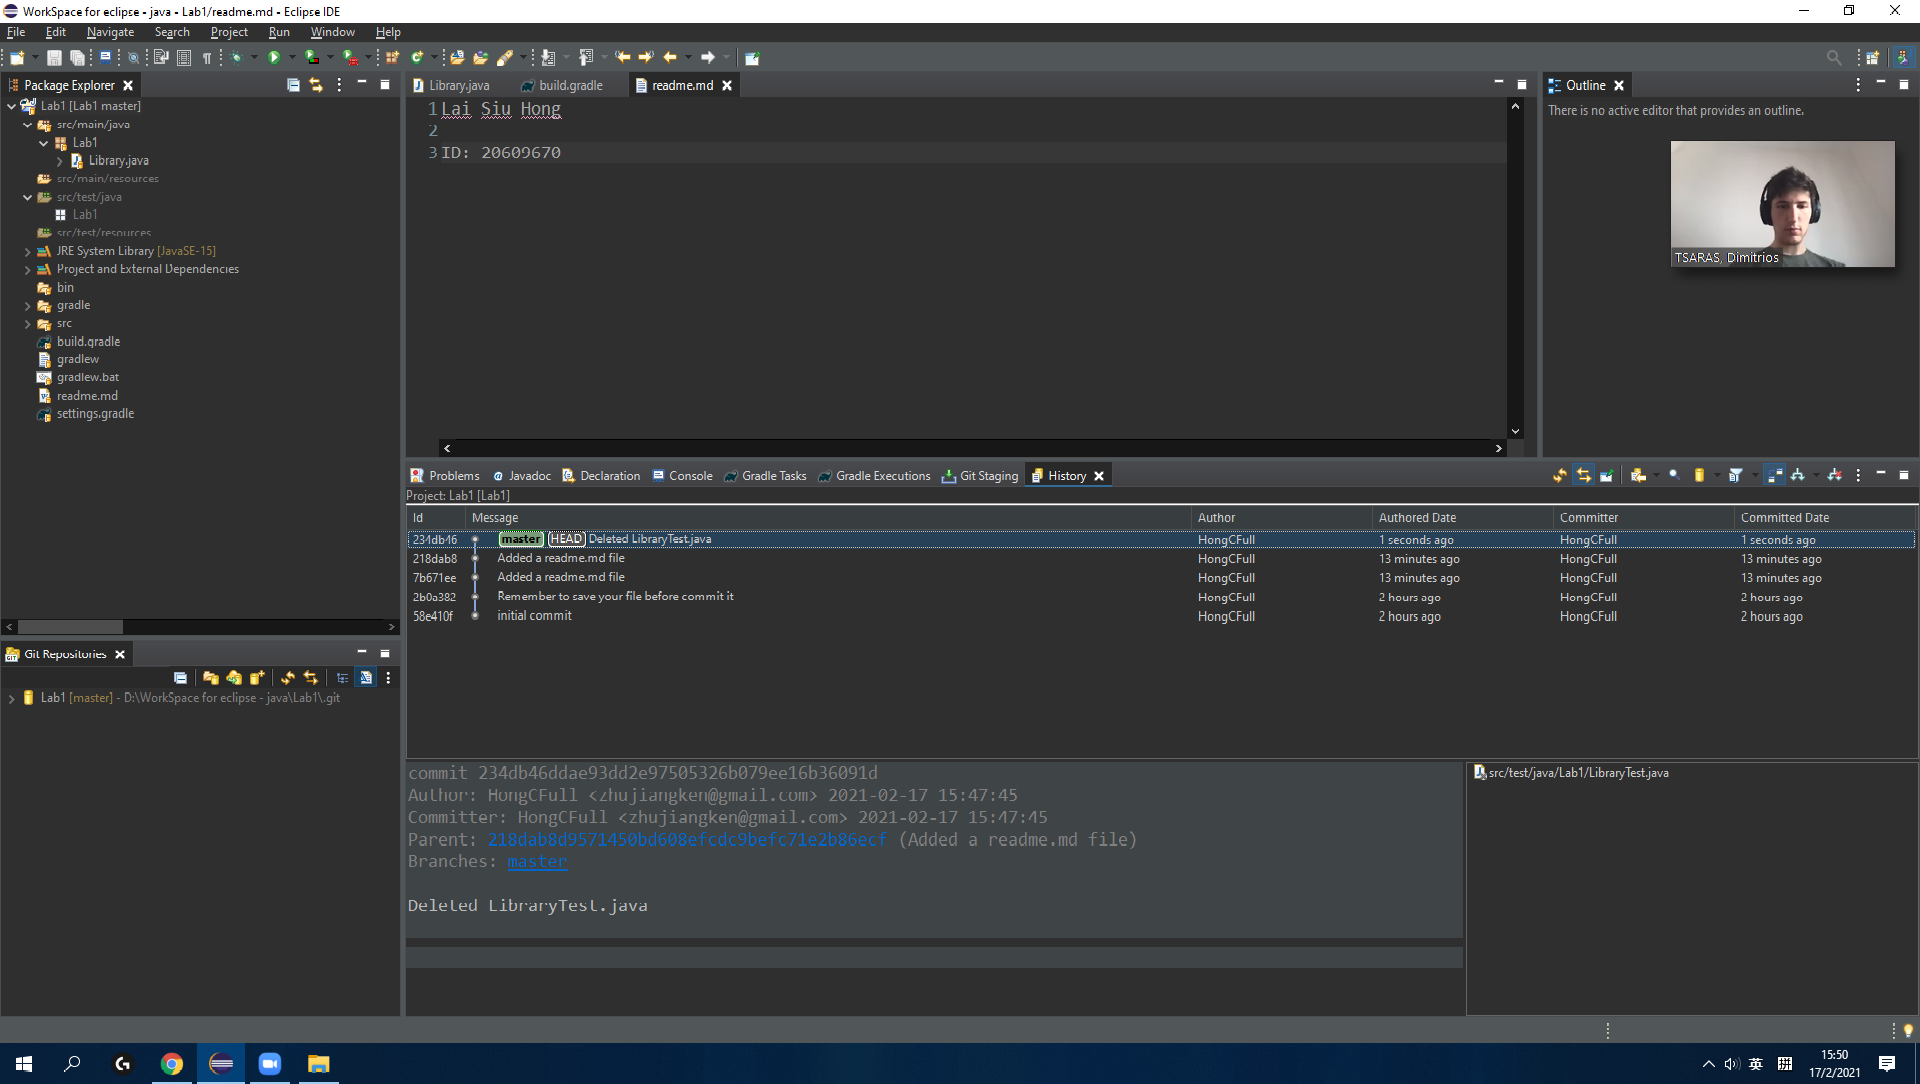 WorkSpace for eclipse - java - Lab1/readme.md - Eclipse IDE
File Edit Navigate Search Project Run Window Help
Package Explorer
Lab1 [Lab1 master]
src/main/java
Lab1
Library.java
src/main/resources
src/test/java
Lab1
src/test/resources
JRE System Library [JavaSE-15]
Project and External Dependencies
bin
gradle
src
build.gradle
gradlew
gradlew.bat
readme.md
settings.gradle
Git Repositories
Lab1 [master] - D:\WorkSpace for eclipse - java\Lab1\.git
Library.java build.gradle readme.md
1 Lai Siu Hong
2
3 ID: 20609670
Outline
There is no active editor that provides an outline.
TSARAS, Dimitrios
Problems Javadoc Declaration Console Gradle Tasks Gradle Executions Git Staging History
Project: Lab1 [Lab1]
Id Message Author Authored Date Committer Committed Date
234db46 master HEAD Deleted LibraryTest.java HongCFull 1 seconds ago HongCFull 1 seconds ago
218dab8 Added a readme.md file HongCFull 13 minutes ago HongCFull 13 minutes ago
7b671ee Added a readme.md file HongCFull 13 minutes ago HongCFull 13 minutes ago
2b0a382 Remember to save your file before commit it HongCFull 2 hours ago HongCFull 2 hours ago
58e410f initial commit HongCFull 2 hours ago HongCFull 2 hours ago
commit 234db46ddae93dd2e97505326b079ee16b36091d
Author: HongCFull <zhujiangken@gmail.com> 2021-02-17 15:47:45
Committer: HongCFull <zhujiangken@gmail.com> 2021-02-17 15:47:45
Parent: 218dab8d9571450bd608efcdc9befc71e2b86ecf (Added a readme.md file)
Branches: master
Deleted LibraryTest.java
src/test/java/Lab1/LibraryTest.java
英 拼
15:50
17/2/2021